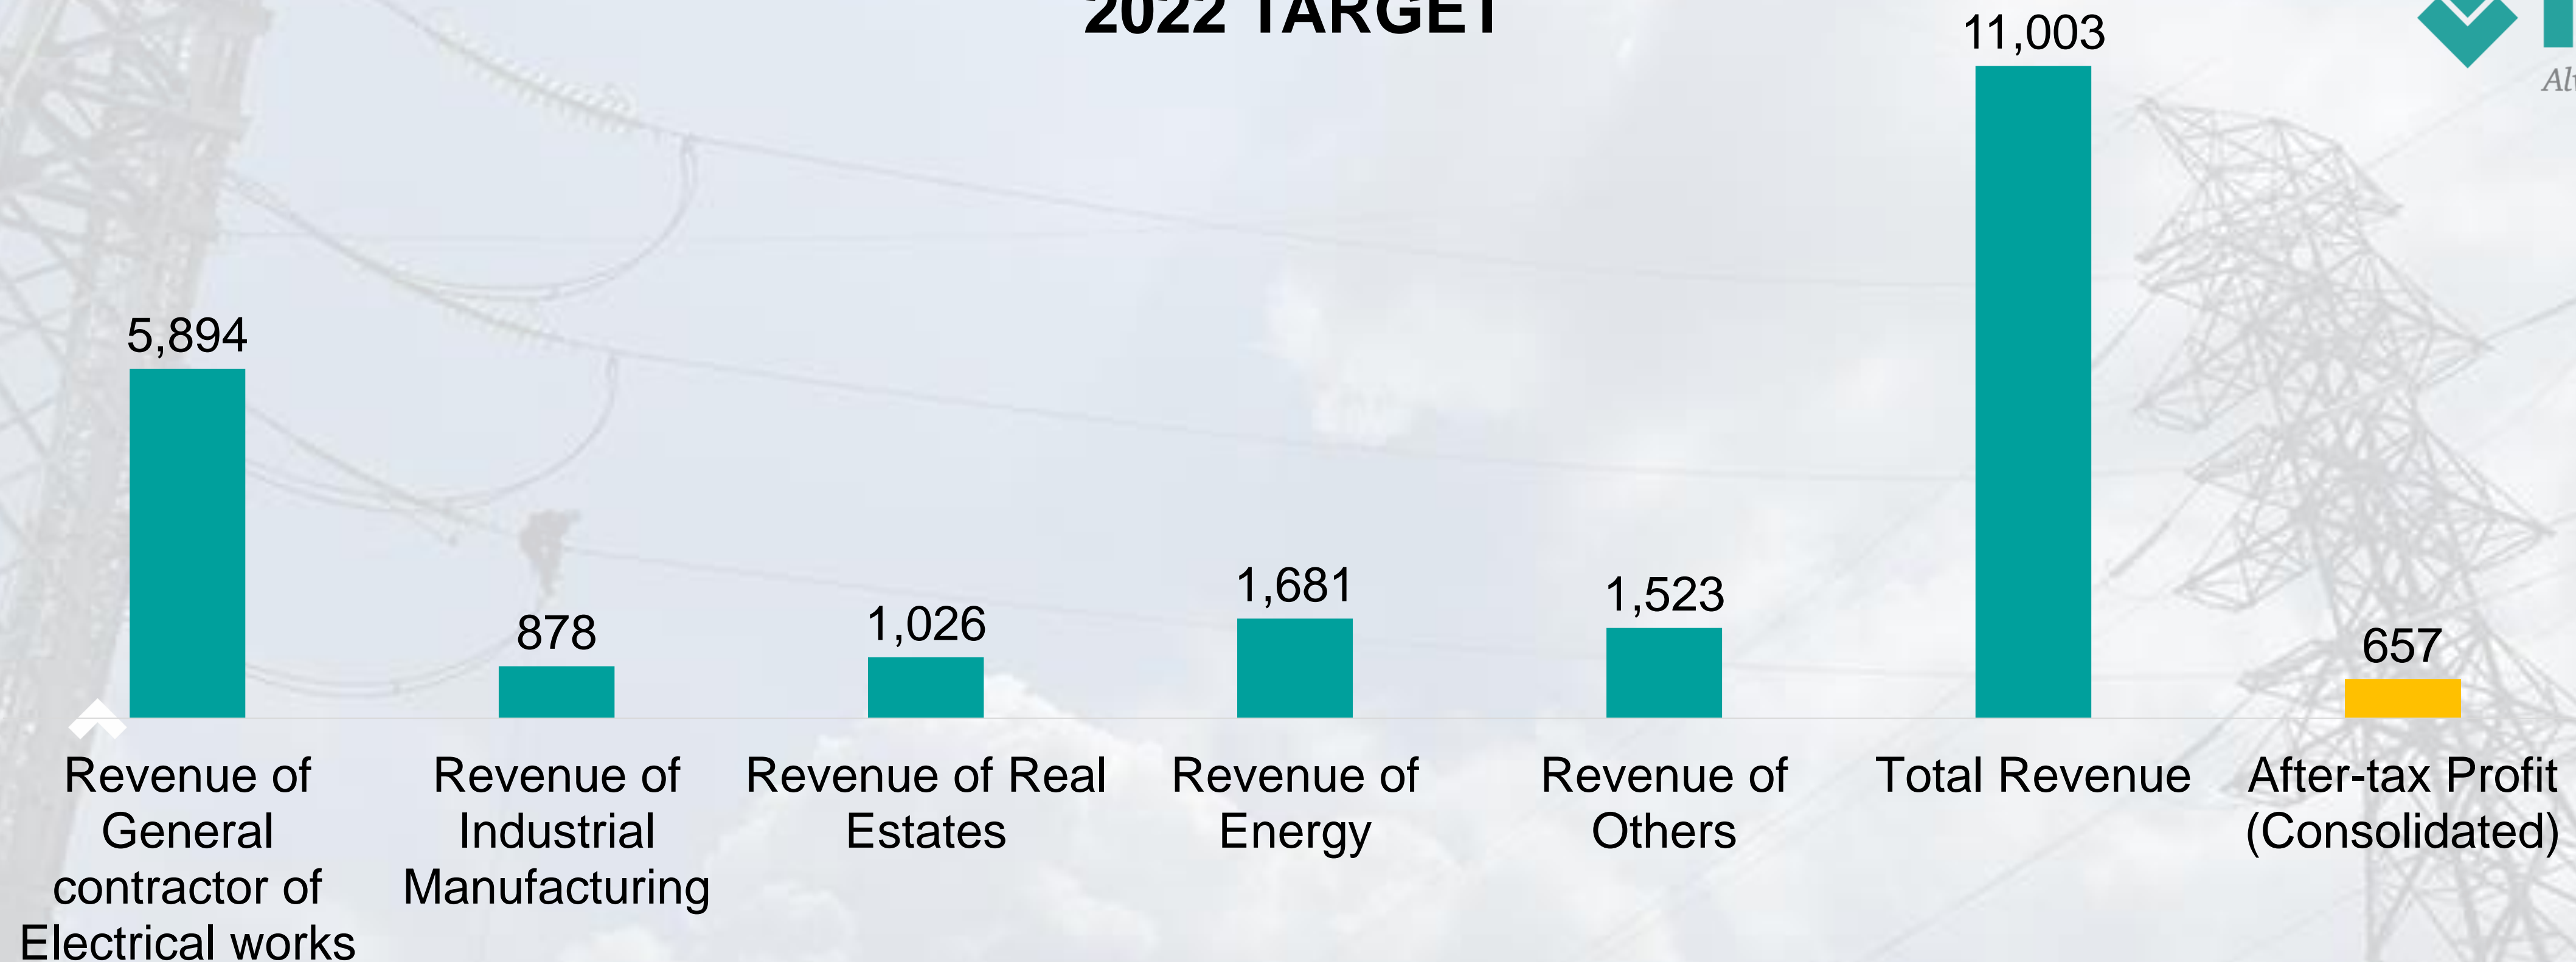 2022 TARGET
11,003
5,894
1,681
1,523
1,026
878
657
Revenue of
General
contractor of
Electrical works
Revenue of
Industrial
Manufacturing
Revenue of Real
Estates
Revenue of
Energy
Revenue of
Others
Total Revenue
After-tax Profit
(Consolidated)